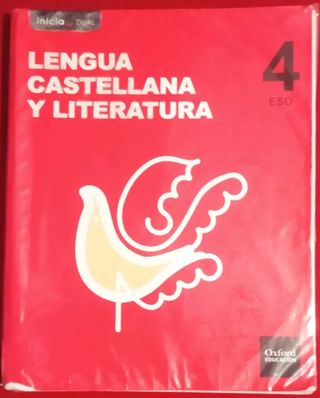 inicia DUAL
LENGUA
CASTELLANA
Y LITERATURA
4
ESO
Oxford
EDUCACIÓN